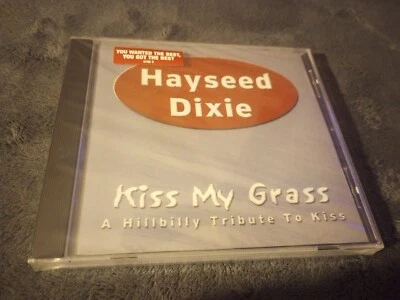 YOU WANTED THE BEST,
YOU GOT THE BEST
Hayseed
Dixie
Kiss My Grass
A Hillbilly Tribute To Kiss